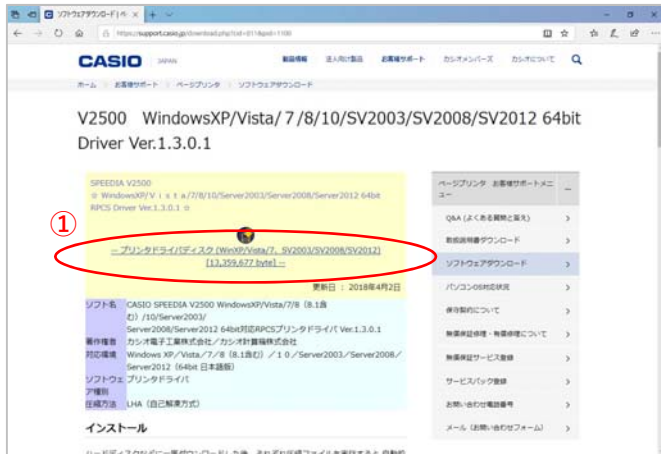 ソフトウェアダウンロード | ペ
https://support.casio.jp/download.php?cid=011&pid=1100
CASIO JAPAN
製品情報 法人向け製品 お客様サポート カシオメンバーズ カシオについて
ホーム お客様サポート ページプリンタ ソフトウェアダウンロード
V2500 WindowsXP/Vista/ 7 /8/10/SV2003/SV2008/SV2012 64bit
Driver Ver.1.3.0.1
SPEEDIA V2500
☆ WindowsXP/V i s t a/7/8/10/Server2003/Server2008/Server2012 64bit
RPCS Driver Ver.1.3.0.1 ☆
①
-- プリンタドライバディスク (WinXP/Vista/7、SV2003/SV2008/SV2012)
[13,359,677 byte] --
更新日 : 2018年4月2日
ソフト名 CASIO SPEEDIA V2500 WindowsXP/Vista/7/8（8.1含
む）/10/Server2003/
Server2008/Server2012 64bit対応RPCSプリンタドライバ Ver.1.3.0.1
著作権者 カシオ電子工業株式会社／カシオ計算機株式会社
対応環境 Windows XP／Vista／7／8（8.1含む）／１０／Server2003／Server2008／
Server2012（64bit 日本語版）
ソフトウェ プリンタドライバ
ア種別
圧縮方法 LHA（自己解凍方式）
インストール
ページプリンタ お客様サポートメニ
ュー
Q&A（よくある質問と答え）
取扱説明書ダウンロード
ソフトウェアダウンロード
パソコンOS対応状況
保守契約について
無償保証修理・有償修理について
無償保証サービス登録
サービスパック登録
お問い合わせ電話番号
メール（お問い合わせフォーム）